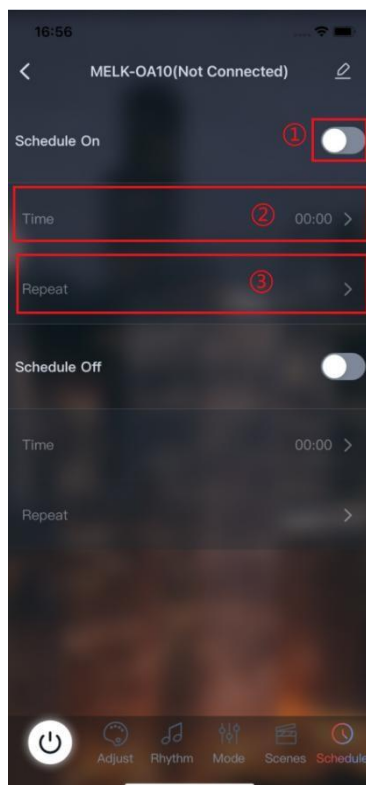 16:56
MELK-OA10(Not Connected)
Schedule On ①
Time ② 00:00
Repeat ③
Schedule Off
Time 00:00
Repeat
Adjust Rhythm Mode Scenes Schedule